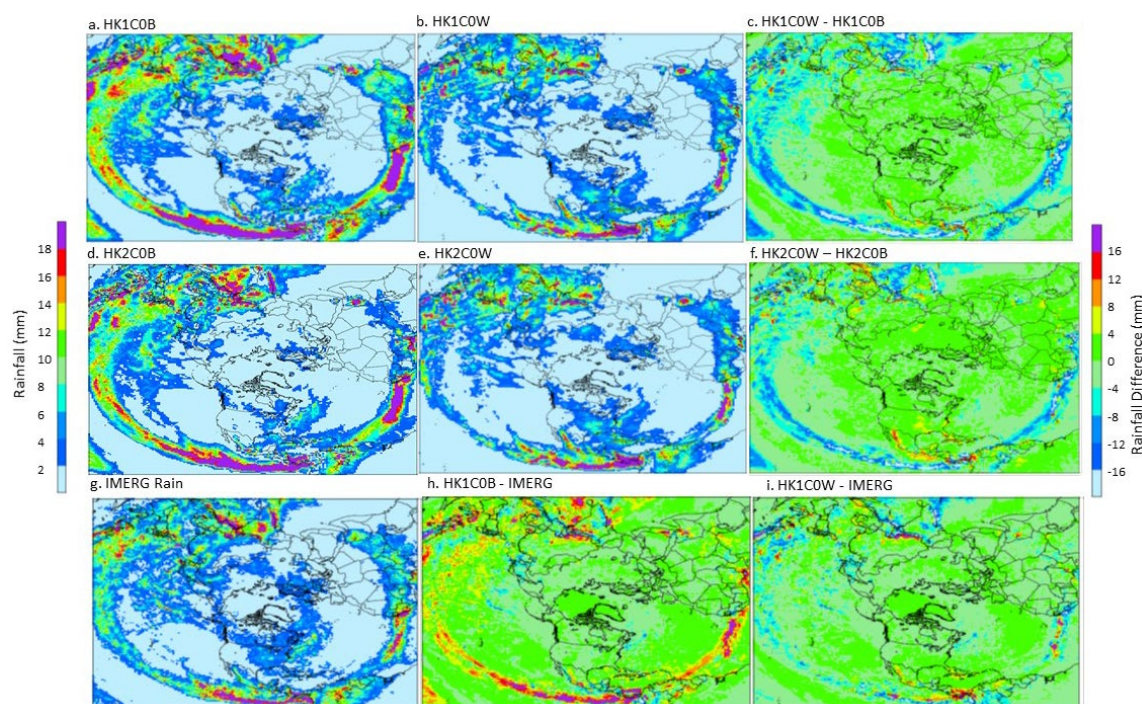 a. HK1C0B
b. HK1C0W
c. HK1C0W - HK1C0B
d. HK2C0B
e. HK2C0W
f. HK2C0W – HK2C0B
g. IMERG Rain
h. HK1C0B - IMERG
i. HK1C0W - IMERG
Rainfall (mm)
18
16
14
12
10
8
6
4
2
Rainfall Difference (mm)
16
12
8
4
0
-4
-8
-12
-16